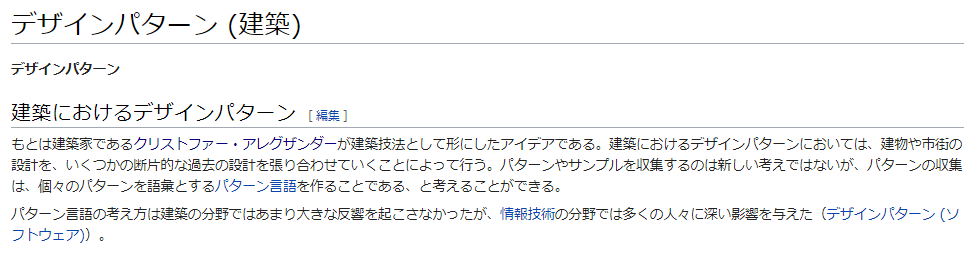 デザインパターン (建築)
デザインパターン
建築におけるデザインパターン [ 編集 ]
もとは建築家であるクリストファー・アレグザンダーが建築技法として形にしたアイデアである。建築におけるデザインパターンにおいては、建物や市街の
設計を、いくつかの断片的な過去の設計を張り合わせていくことによって行う。パターンやサンプルを収集するのは新しい考えではないが、パターンの収集
は、個々のパターンを語彙とするパターン言語を作ることである、と考えることができる。
パターン言語の考え方は建築の分野ではあまり大きな反響を起こさなかったが、情報技術の分野では多くの人々に深い影響を与えた（デザインパターン (ソ
フトウェア)）。